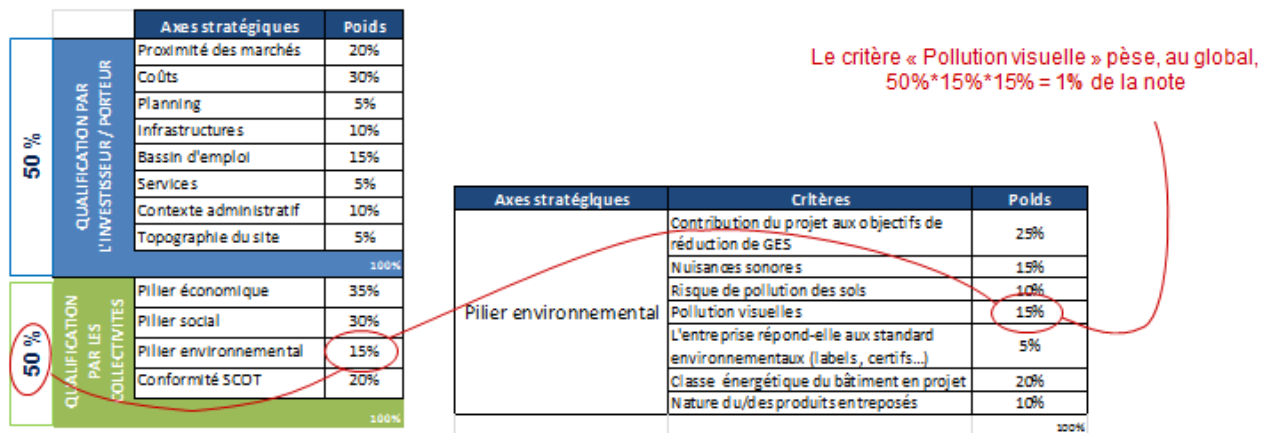 Axes stratégiques Poids
50 %
QUALIFICATION PAR
L'INVESTISSEUR / PORTEUR
Proximité des marchés 20%
Coûts 30%
Planning 5%
Infrastructures 10%
Bassin d'emploi 15%
Services 5%
Contexte administratif 10%
Topographie du site 5%
100%
50 %
QUALIFICATION
PAR LES
COLLECTIVITES
Pilier économique 35%
Pilier social 30%
Pilier environnemental 15%
Conformité SCOT 20%
100%
Le critère « Pollution visuelle » pèse, au global,
50%*15%*15% = 1% de la note
Axes stratégiques Critères Poids
Pilier environnemental
Contribution du projet aux objectifs de
réduction de GES 25%
Nuisances sonores 15%
Risque de pollution des sols 10%
Pollution visuelles 15%
L'entreprise répond-elle aux standard
environnementaux (labels, certifs...) 5%
Classe énergétique du bâtiment en projet 20%
Nature du/des produits entreposés 10%
100%